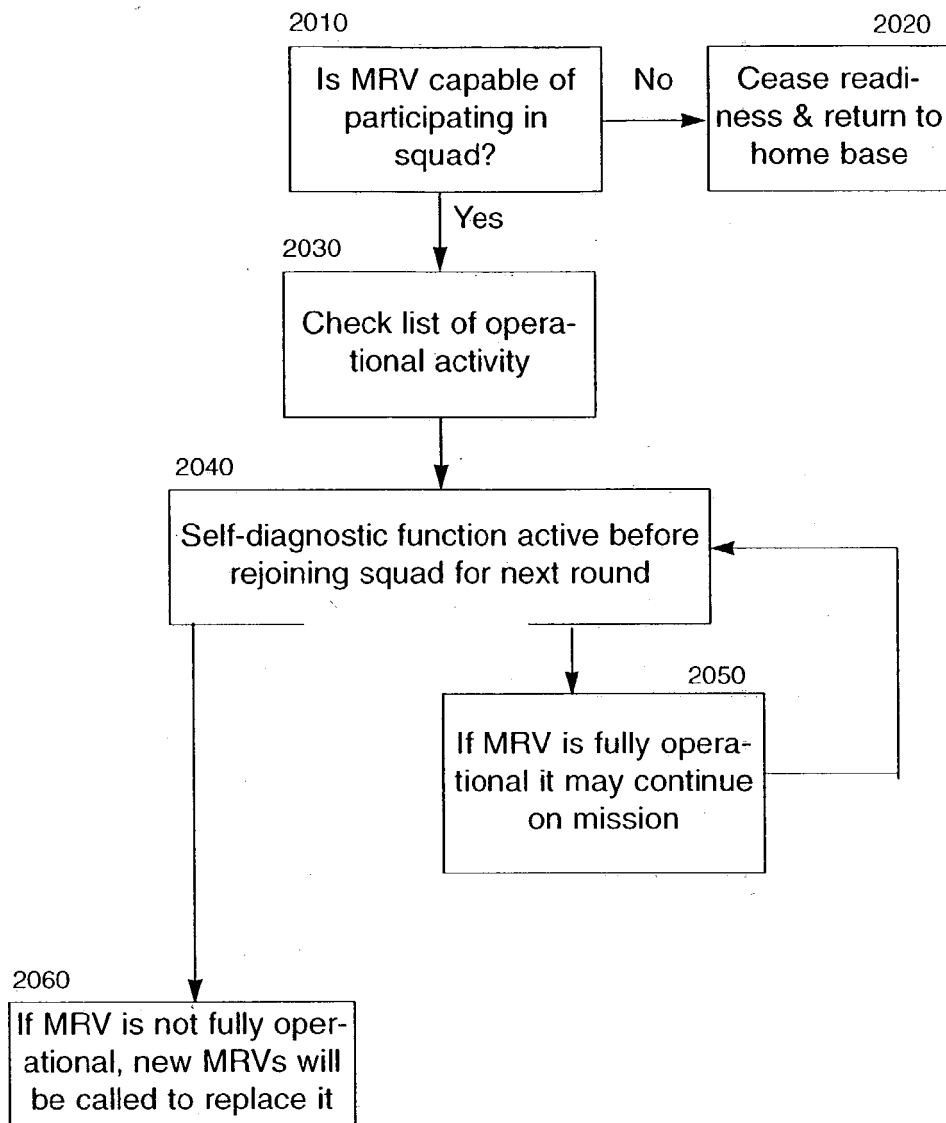 2010
Is MRV capable of
participating in
squad?
No
2020
Cease readi-
ness & return to
home base
Yes
2030
Check list of opera-
tional activity
2040
Self-diagnostic function active before
rejoining squad for next round
2050
If MRV is fully opera-
tional it may continue
on mission
2060
If MRV is not fully oper-
ational, new MRVs will
be called to replace it